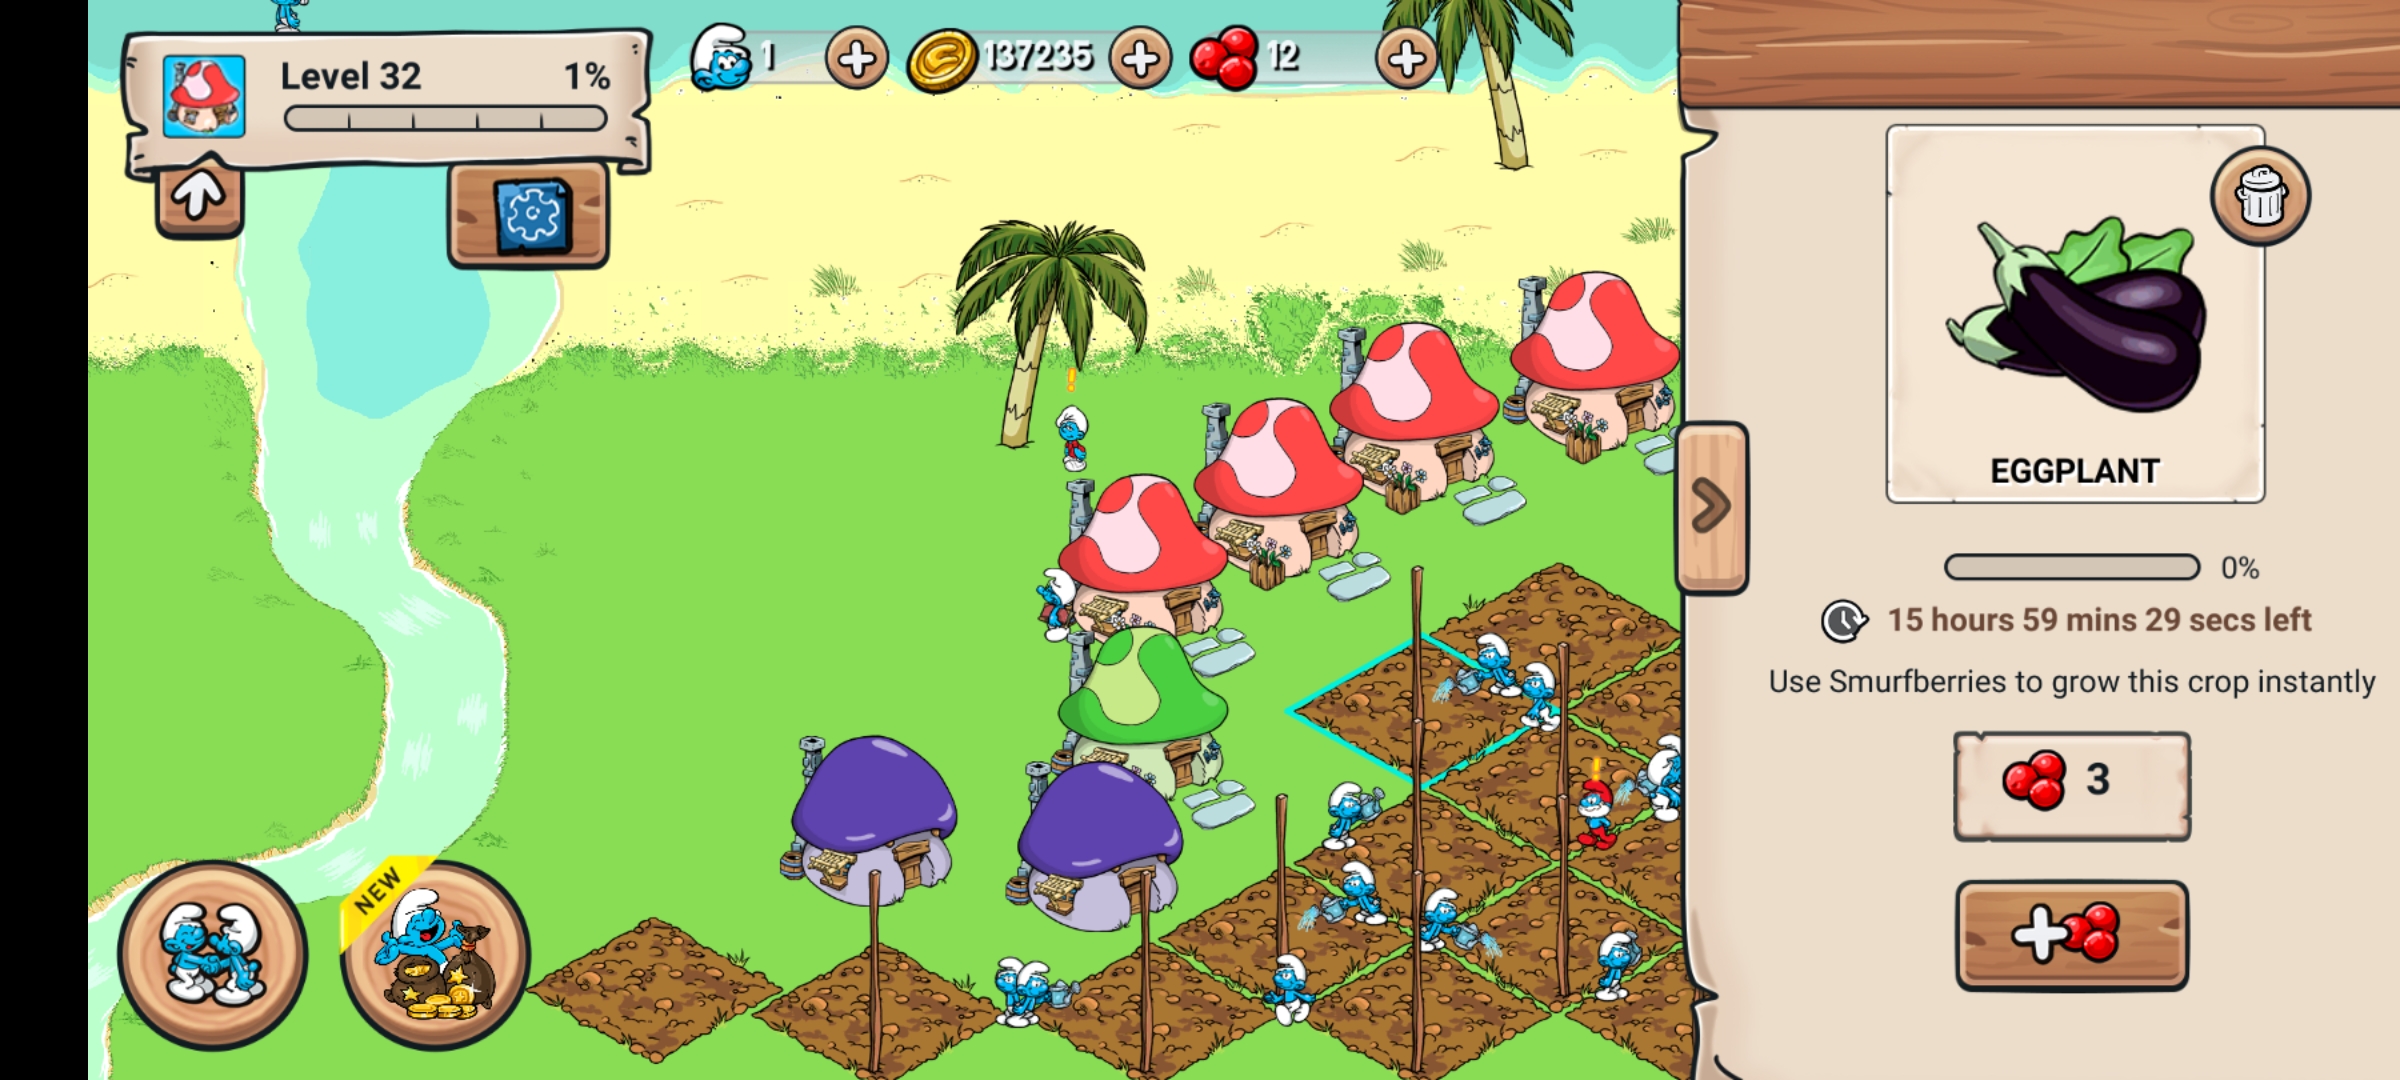 Level 32 1%
1
137235
12
EGGPLANT
0%
15 hours 59 mins 29 secs left
Use Smurfberries to grow this crop instantly
3
NEW
!
!